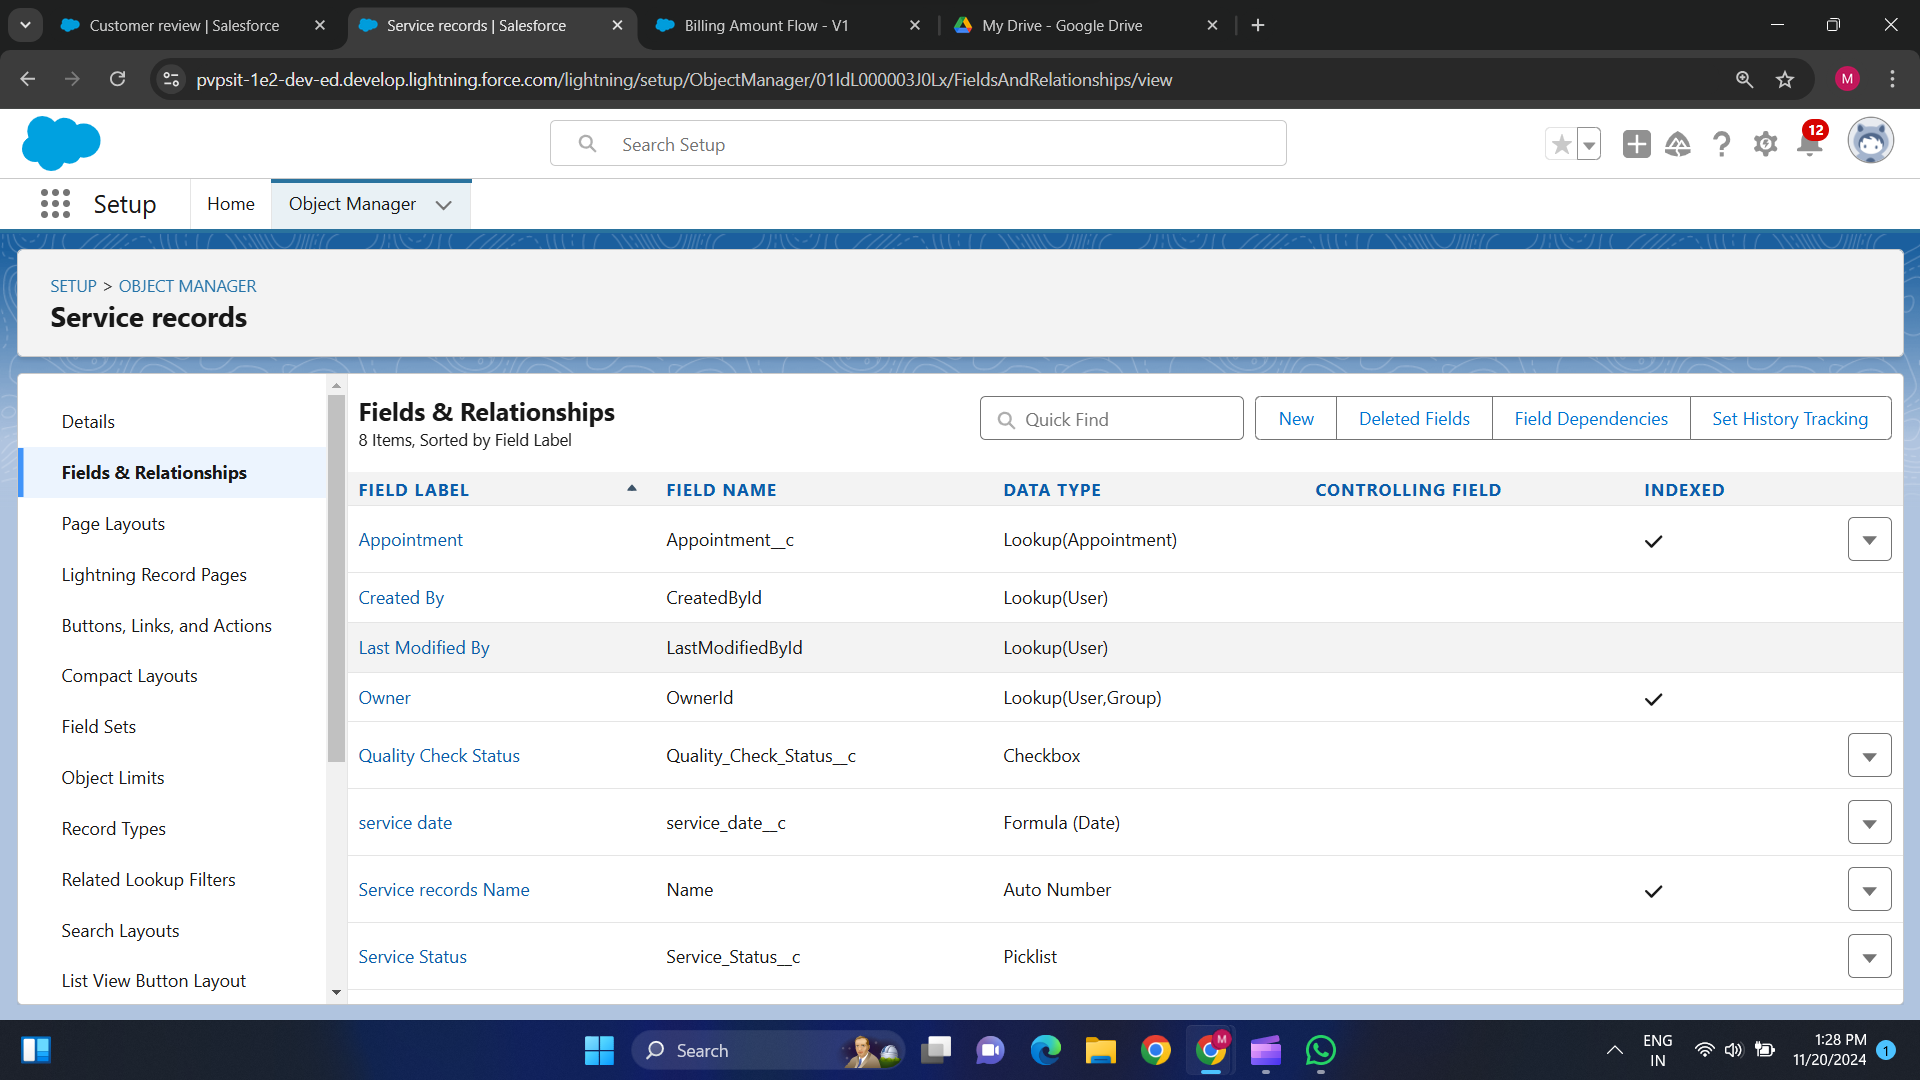 Customer review | Salesforce
Service records | Salesforce
Billing Amount Flow - V1
My Drive - Google Drive
pvpsit-1e2-dev-ed.develop.lightning.force.com/lightning/setup/ObjectManager/01IdL000003J0Lx/FieldsAndRelationships/view
M
Search Setup
12
Setup
Home
Object Manager
SETUP > OBJECT MANAGER
Service records
Details
Fields & Relationships
Page Layouts
Lightning Record Pages
Buttons, Links, and Actions
Compact Layouts
Field Sets
Object Limits
Record Types
Related Lookup Filters
Search Layouts
List View Button Layout
Fields & Relationships
8 Items, Sorted by Field Label
Quick Find
New
Deleted Fields
Field Dependencies
Set History Tracking
FIELD LABEL FIELD NAME DATA TYPE CONTROLLING FIELD INDEXED
Appointment Appointment__c Lookup(Appointment)
Created By CreatedById Lookup(User)
Last Modified By LastModifiedById Lookup(User)
Owner OwnerId Lookup(User,Group)
Quality Check Status Quality_Check_Status__c Checkbox
service date service_date__c Formula (Date)
Service records Name Name Auto Number
Service Status Service_Status__c Picklist
Search
M
ENG
IN
1:28 PM
11/20/2024
1